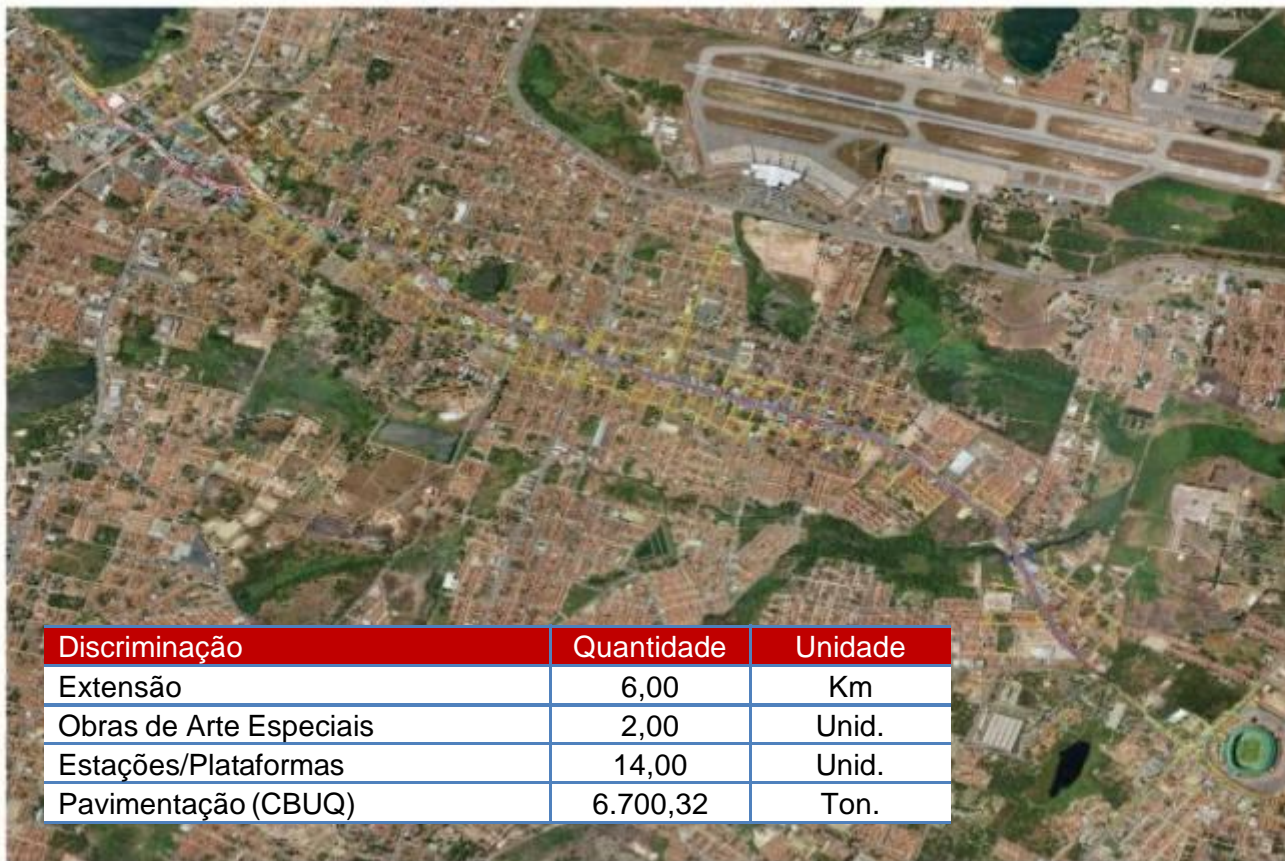 Discriminação Quantidade Unidade
Extensão 6,00 Km
Obras de Arte Especiais 2,00 Unid.
Estações/Plataformas 14,00 Unid.
Pavimentação (CBUQ) 6.700,32 Ton.